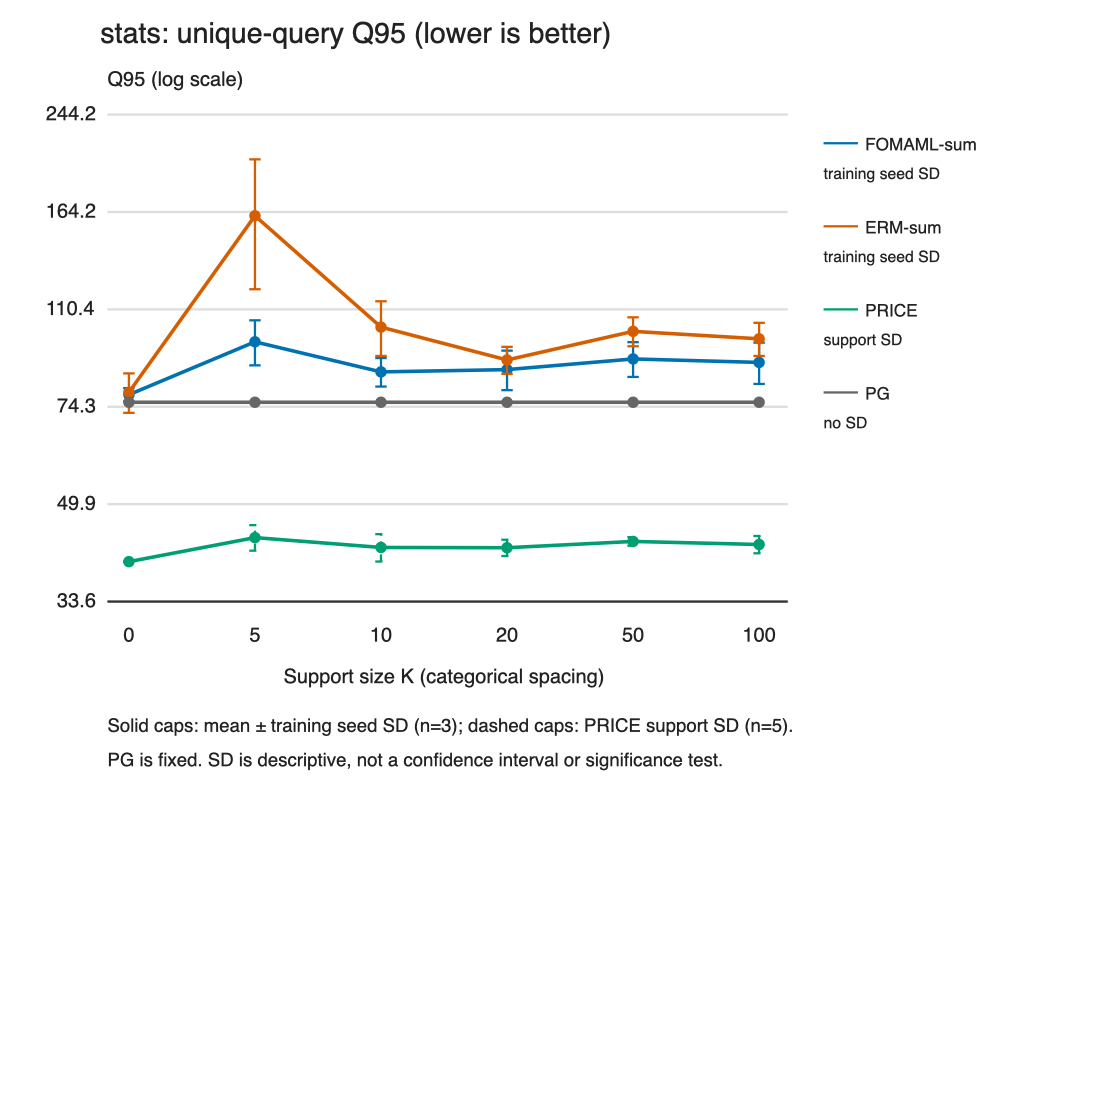 stats: unique-query Q95 (lower is better)
Q95 (log scale)
244.2
164.2
110.4
74.3
49.9
33.6
0 5 10 20 50 100
Support size K (categorical spacing)
FOMAML-sum
training seed SD
ERM-sum
training seed SD
PRICE
support SD
PG
no SD
Solid caps: mean ± training seed SD (n=3); dashed caps: PRICE support SD (n=5).
PG is fixed. SD is descriptive, not a confidence interval or significance test.